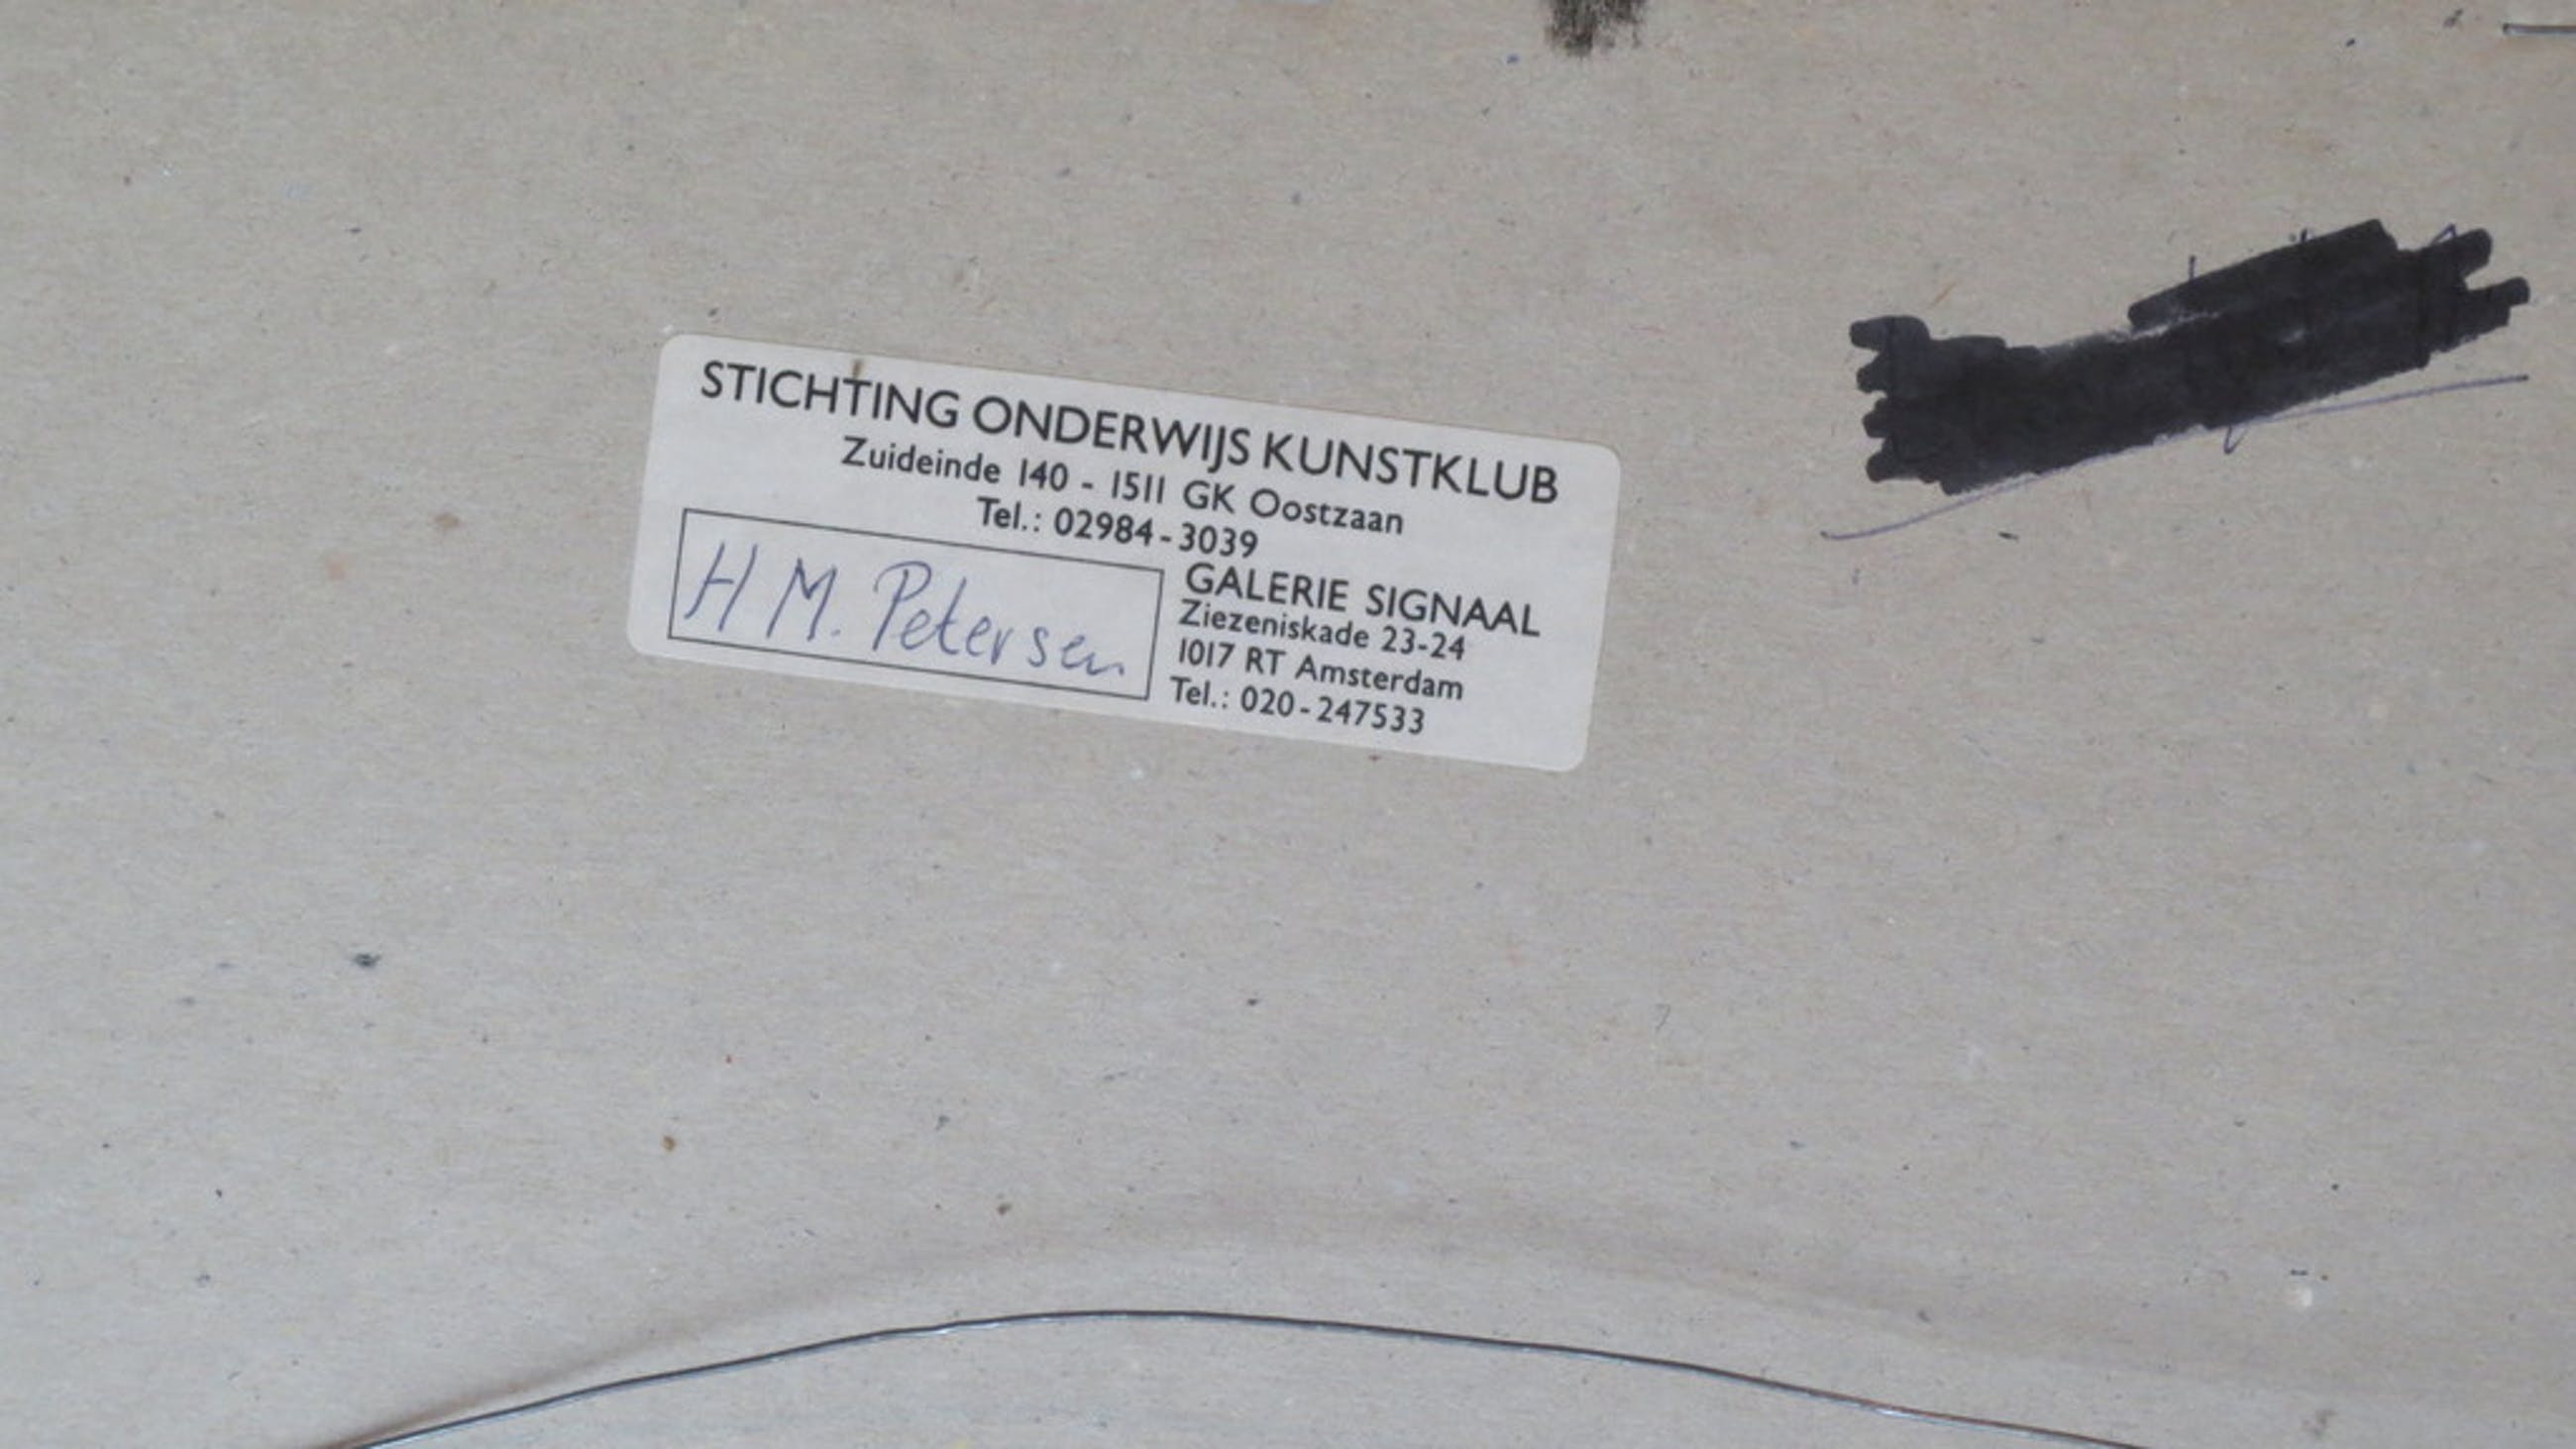 STICHTING ONDERWIJS KUNSTKLUB
Zuideinde 140 - 1511 GK Oostzaan
Tel.: 02984-3039
H M. Petersen
GALERIE SIGNAAL
Ziezeniskade 23-24
1017 RT Amsterdam
Tel.: 020-247533